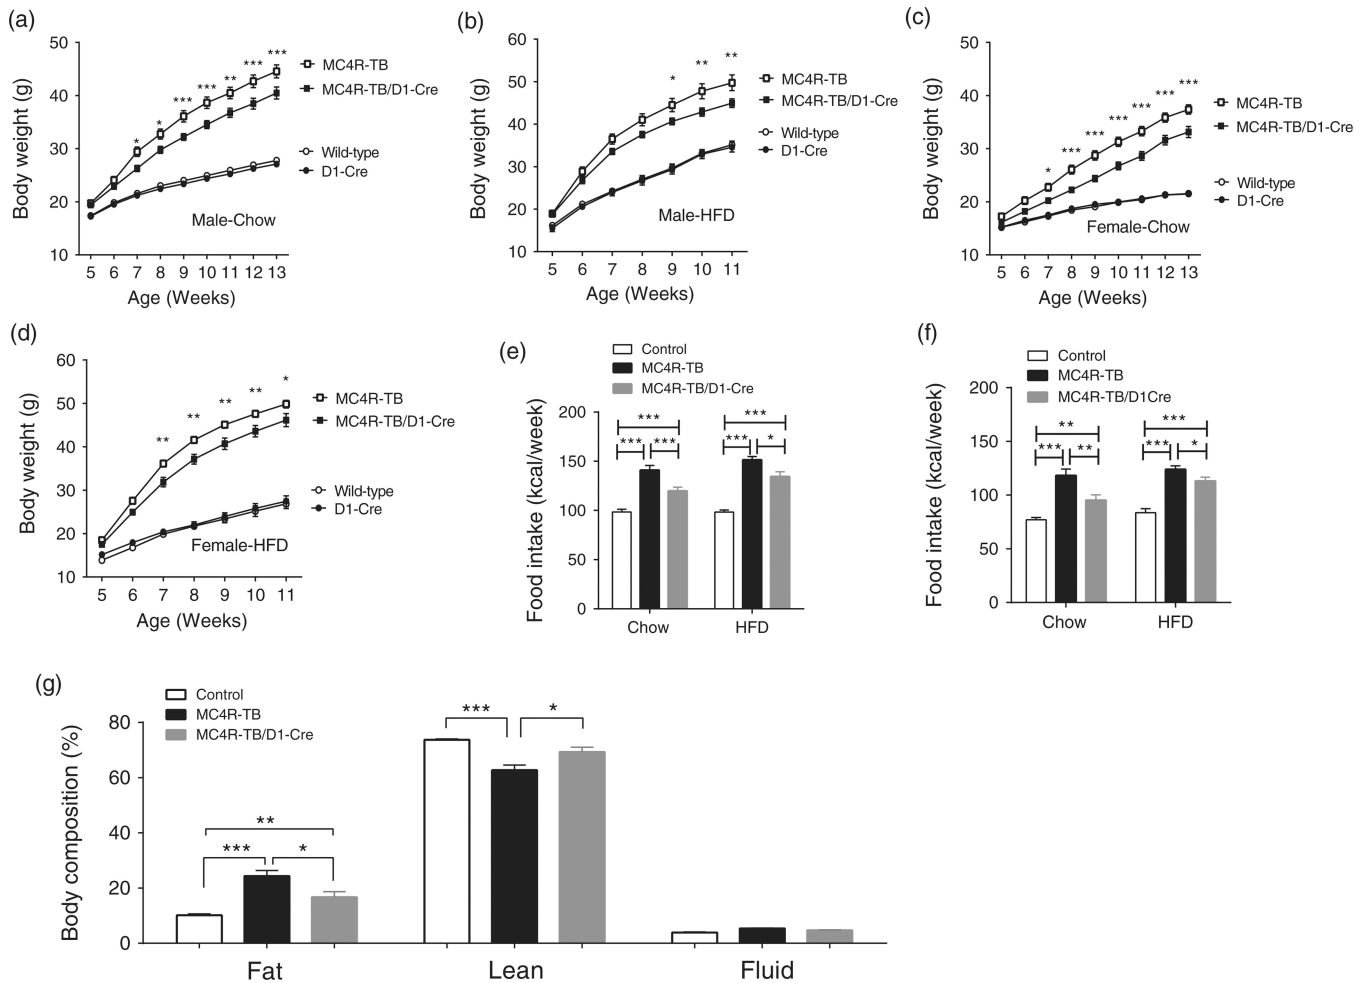 (a)
50
40
30
20
10
Body weight (g)
* * *** *** ** *** ***
MC4R-TB
MC4R-TB/D1-Cre
Wild-type
D1-Cre
Male-Chow
5 6 7 8 9 10 11 12 13
Age (Weeks)
(b)
60
50
40
30
20
10
Body weight (g)
* ** **
MC4R-TB
MC4R-TB/D1-Cre
Wild-type
D1-Cre
Male-HFD
5 6 7 8 9 10 11
Age (Weeks)
(c)
50
40
30
20
10
Body weight (g)
* *** *** *** *** *** ***
MC4R-TB
MC4R-TB/D1-Cre
Wild-type
D1-Cre
Female-Chow
5 6 7 8 9 10 11 12 13
Age (Weeks)
(d)
60
50
40
30
20
10
Body weight (g)
** ** ** ** *
MC4R-TB
MC4R-TB/D1-Cre
Wild-type
D1-Cre
Female-HFD
5 6 7 8 9 10 11
Age (Weeks)
(e)
Control
MC4R-TB
MC4R-TB/D1-Cre
200
150
100
50
0
Food intake (kcal/week)
*** ***
*** *** *** *
Chow HFD
(f)
Control
MC4R-TB
MC4R-TB/D1Cre
200
150
100
50
0
Food intake (kcal/week)
** ***
*** ** *** *
Chow HFD
(g)
Control
MC4R-TB
MC4R-TB/D1-Cre
80
60
40
20
0
Body composition (%)
*** *
**
*** *
Fat Lean Fluid